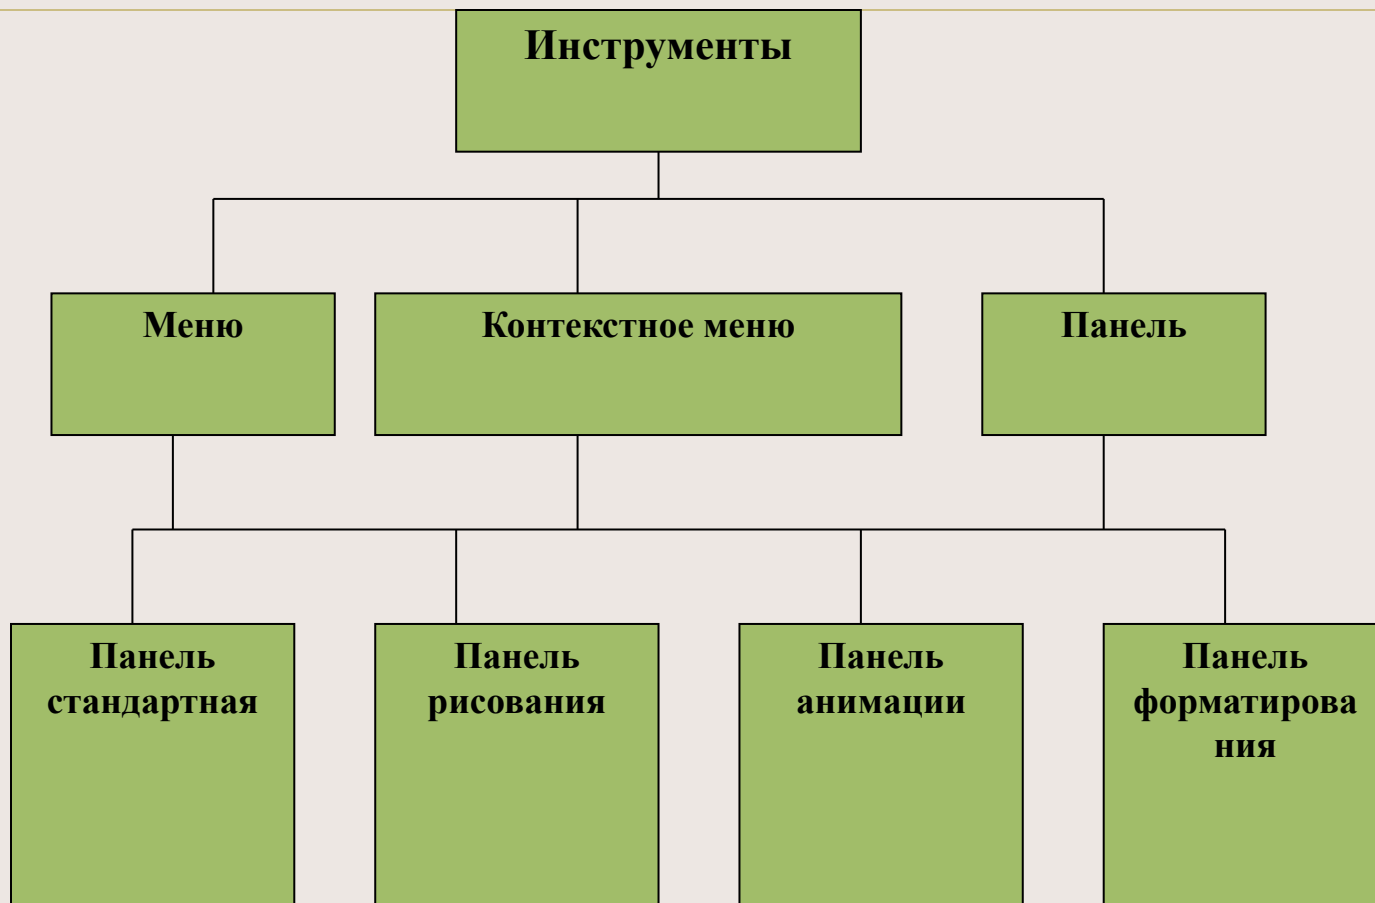 Инструменты
Меню
Контекстное меню
Панель
Панель
стандартная
Панель
рисования
Панель
анимации
Панель
форматирова
ния